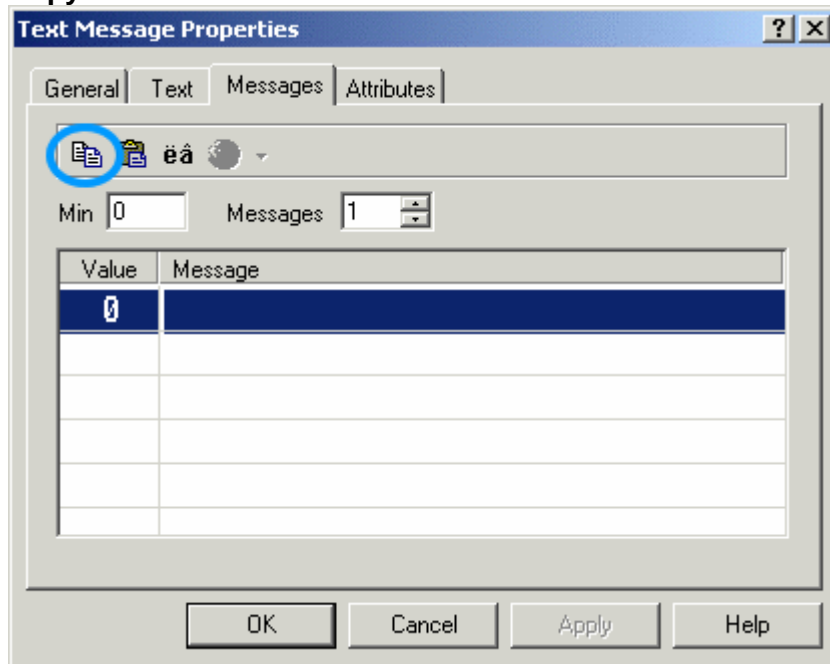 Text Message Properties
General Text Messages Attributes
ëâ
Min 0 Messages 1
Value Message
0
OK Cancel Apply Help